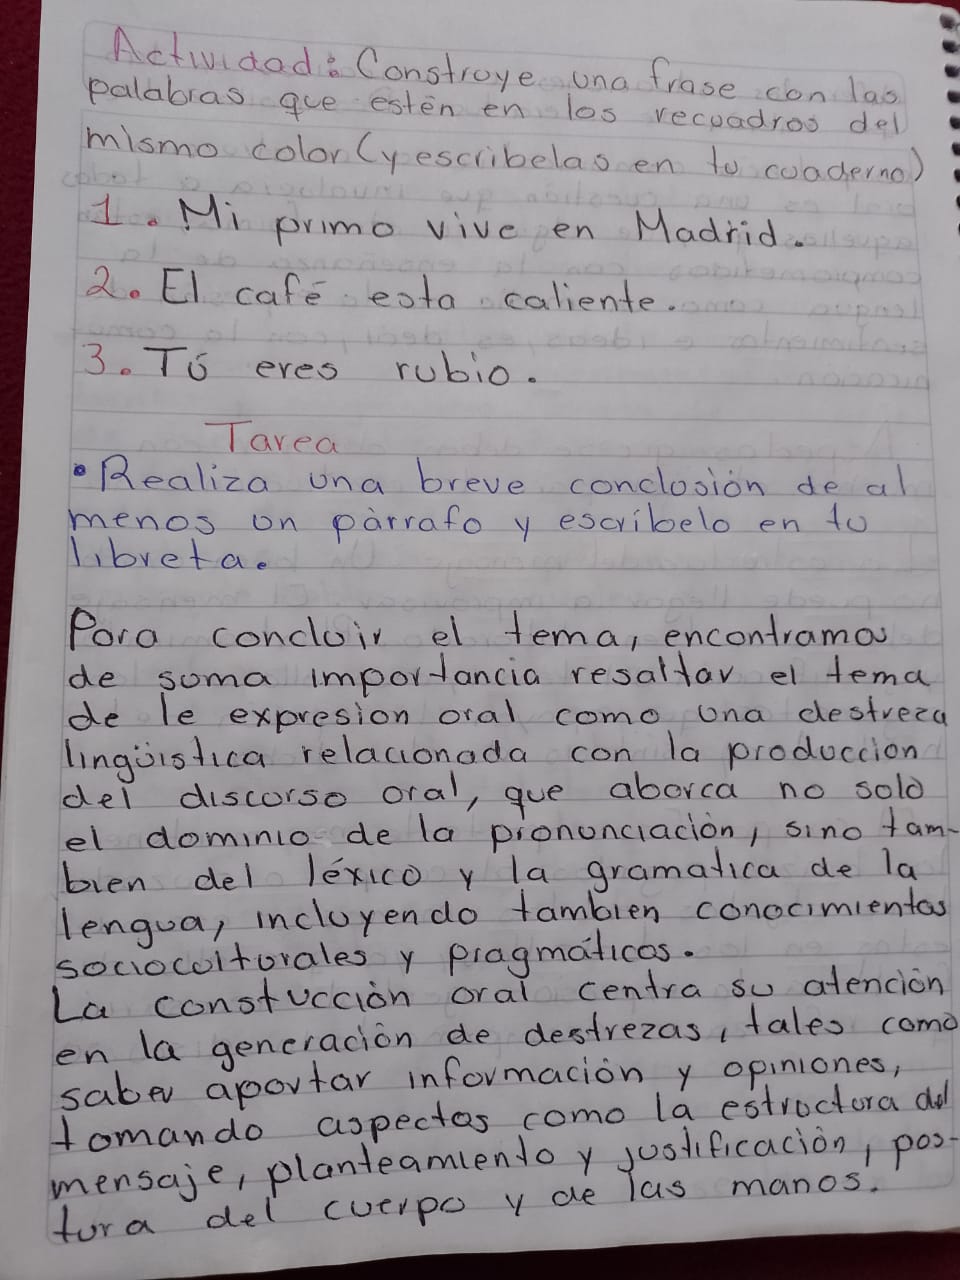 Actividad: Construye una frase con las
palabras que estén en los recuadros del
mismo color (y escribelas en tu cuaderno)
1. Mi primo vive en Madrid.
2. El café esta caliente.
3. Tú eres rubio.
Tarea
• Realiza una breve conclusión de al
menos un párrafo y escríbelo en tu
libreta.
Para concluir el tema, encontramos
de suma importancia resaltar el tema
de le expresion oral como una destreza
lingüistica relacionada con la produccion
del discurso oral, que aborca no solo
el dominio de la pronunciación, sino tam-
bien del léxico y la gramatica de la
lengua, incluyendo tambien conocimientos
socioculturales y pragmáticos.
La constucción oral centra su atención
en la generación de destrezas, tales como
saber aportar información y opiniones,
tomando aspectos como la estructura del
mensaje, planteamiento y justificación, pos-
tura del cuerpo y de las manos.